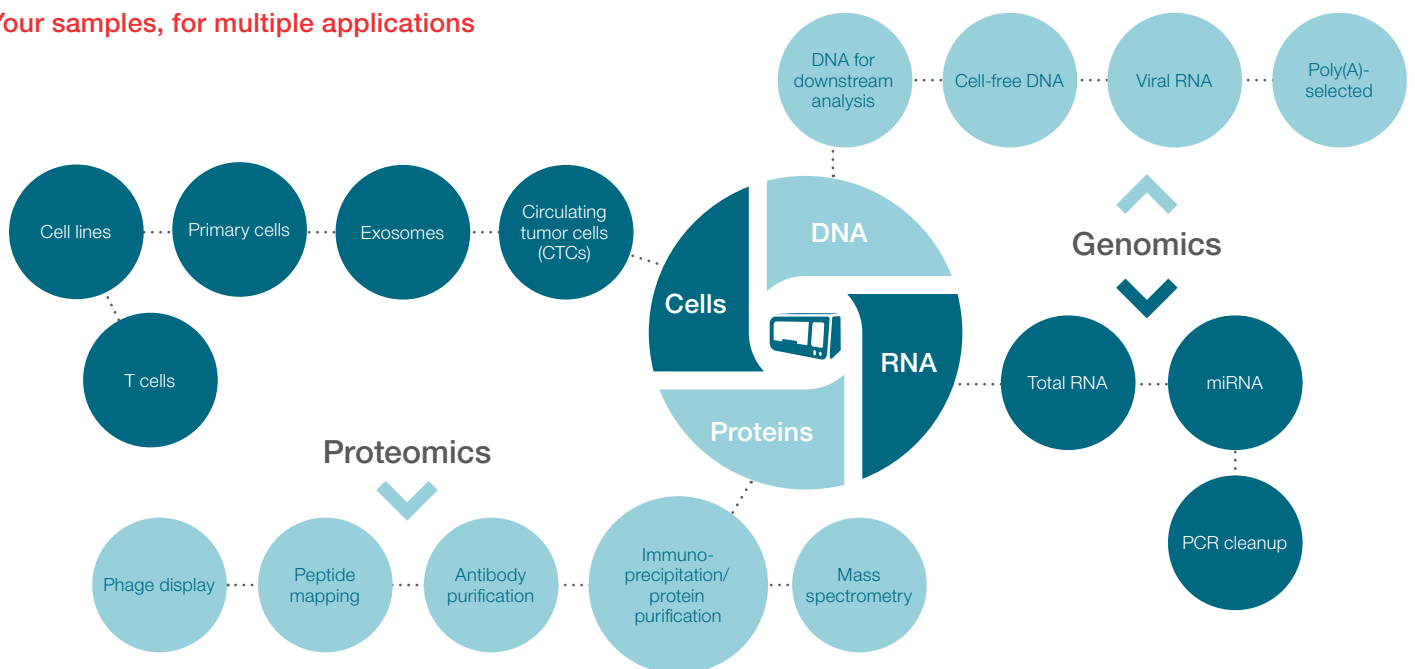 Your samples, for multiple applications
DNA for
downstream
analysis
Cell-free DNA
Viral RNA
Poly(A)-
selected
Cell lines
Primary cells
Exosomes
Circulating
tumor cells
(CTCs)
T cells
DNA
Cells
RNA
Proteins
Genomics
Total RNA
miRNA
PCR cleanup
Proteomics
Phage display
Peptide
mapping
Antibody
purification
Immuno-
precipitation/
protein
purification
Mass
spectrometry